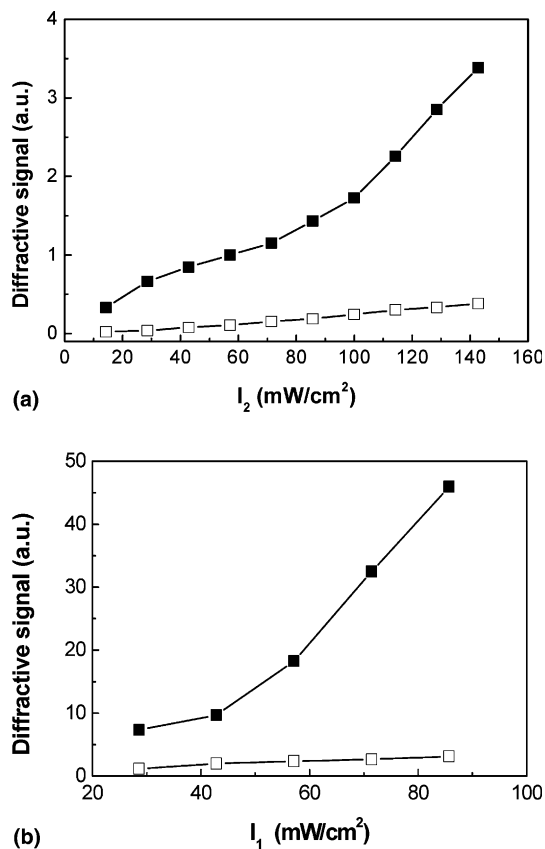 4
3
2
1
0
Diffractive signal (a.u.)
0 20 40 60 80 100 120 140 160
(a)
I₂ (mW/cm²)
50
40
30
20
10
0
Diffractive signal (a.u.)
20 40 60 80 100
(b)
I₁ (mW/cm²)